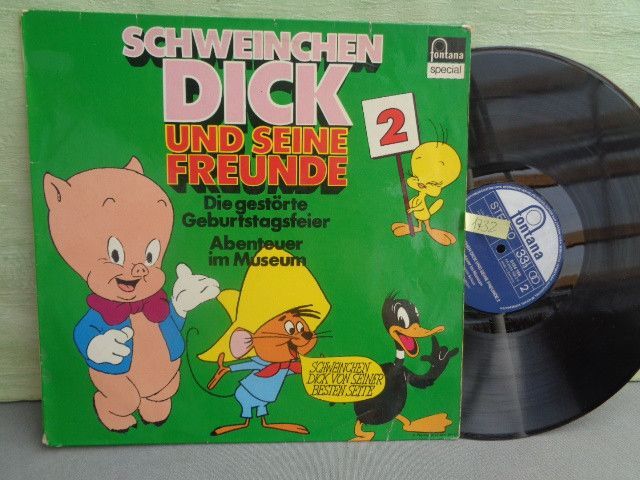 SCHWEINCHEN
DICK
UND SEINE
FREUNDE
Die gestörte
Geburtstagsfeier
Abenteuer
im Museum
fontana
special
2
SCHWEINCHEN
DICK VON SEINER
BESTEN SEITE
fontana
1732
STEREO
33
2